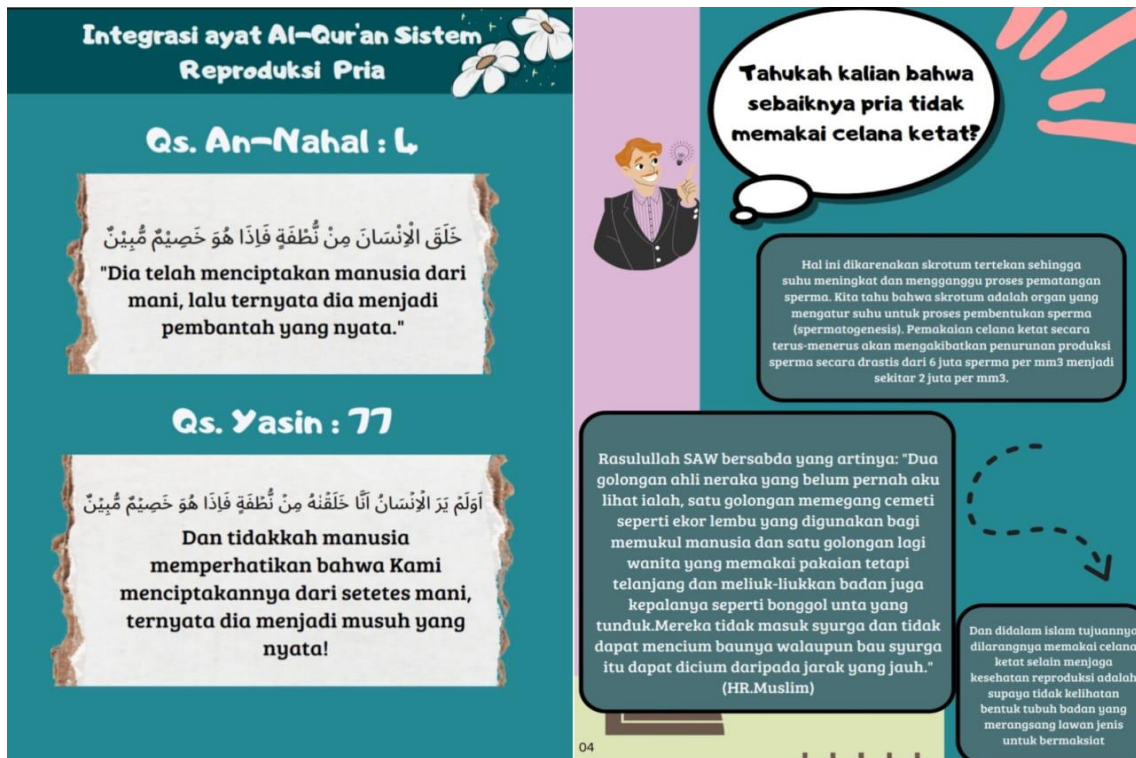 Integrasi ayat Al-Qur'an Sistem
Reproduksi Pria
Qs. An-Nahal : 4
خَلَقَ الْاِنْسَانَ مِنْ نُّطْفَةٍ فَاِذَا هُوَ خَصِيْمٌ مُّبِيْنٌ
"Dia telah menciptakan manusia dari
mani, lalu ternyata dia menjadi
pembantah yang nyata."
Qs. Yasin : 77
اَوَلَمْ يَرَ الْاِنْسَانُ اَنَّا خَلَقْنٰهُ مِنْ نُّطْفَةٍ فَاِذَا هُوَ خَصِيْمٌ مُّبِيْنٌ
Dan tidakkah manusia
memperhatikan bahwa Kami
menciptakannya dari setetes mani,
ternyata dia menjadi musuh yang
nyata!
Tahukah kalian bahwa
sebaiknya pria tidak
memakai celana ketat?
Hal ini dikarenakan skrotum tertekan sehingga
suhu meningkat dan mengganggu proses pematangan
sperma. Kita tahu bahwa skrotum adalah organ yang
mengatur suhu untuk proses pembentukan sperma
(spermatogenesis). Pemakaian celana ketat secara
terus-menerus akan mengakibatkan penurunan produksi
sperma secara drastis dari 6 juta sperma per mm3 menjadi
sekitar 2 juta per mm3.
Rasulullah SAW bersabda yang artinya: "Dua
golongan ahli neraka yang belum pernah aku
lihat ialah, satu golongan memegang cemeti
seperti ekor lembu yang digunakan bagi
memukul manusia dan satu golongan lagi
wanita yang memakai pakaian tetapi
telanjang dan meliuk-liukkan badan juga
kepalanya seperti bonggol unta yang
tunduk.Mereka tidak masuk syurga dan tidak
dapat mencium baunya walaupun bau syurga
itu dapat dicium daripada jarak yang jauh."
(HR.Muslim)
Dan didalam islam tujuannya
dilarangnya memakai celana
ketat selain menjaga
kesehatan reproduksi adalah
supaya tidak kelihatan
bentuk tubuh badan yang
merangsang lawan jenis
untuk bermaksiat
04